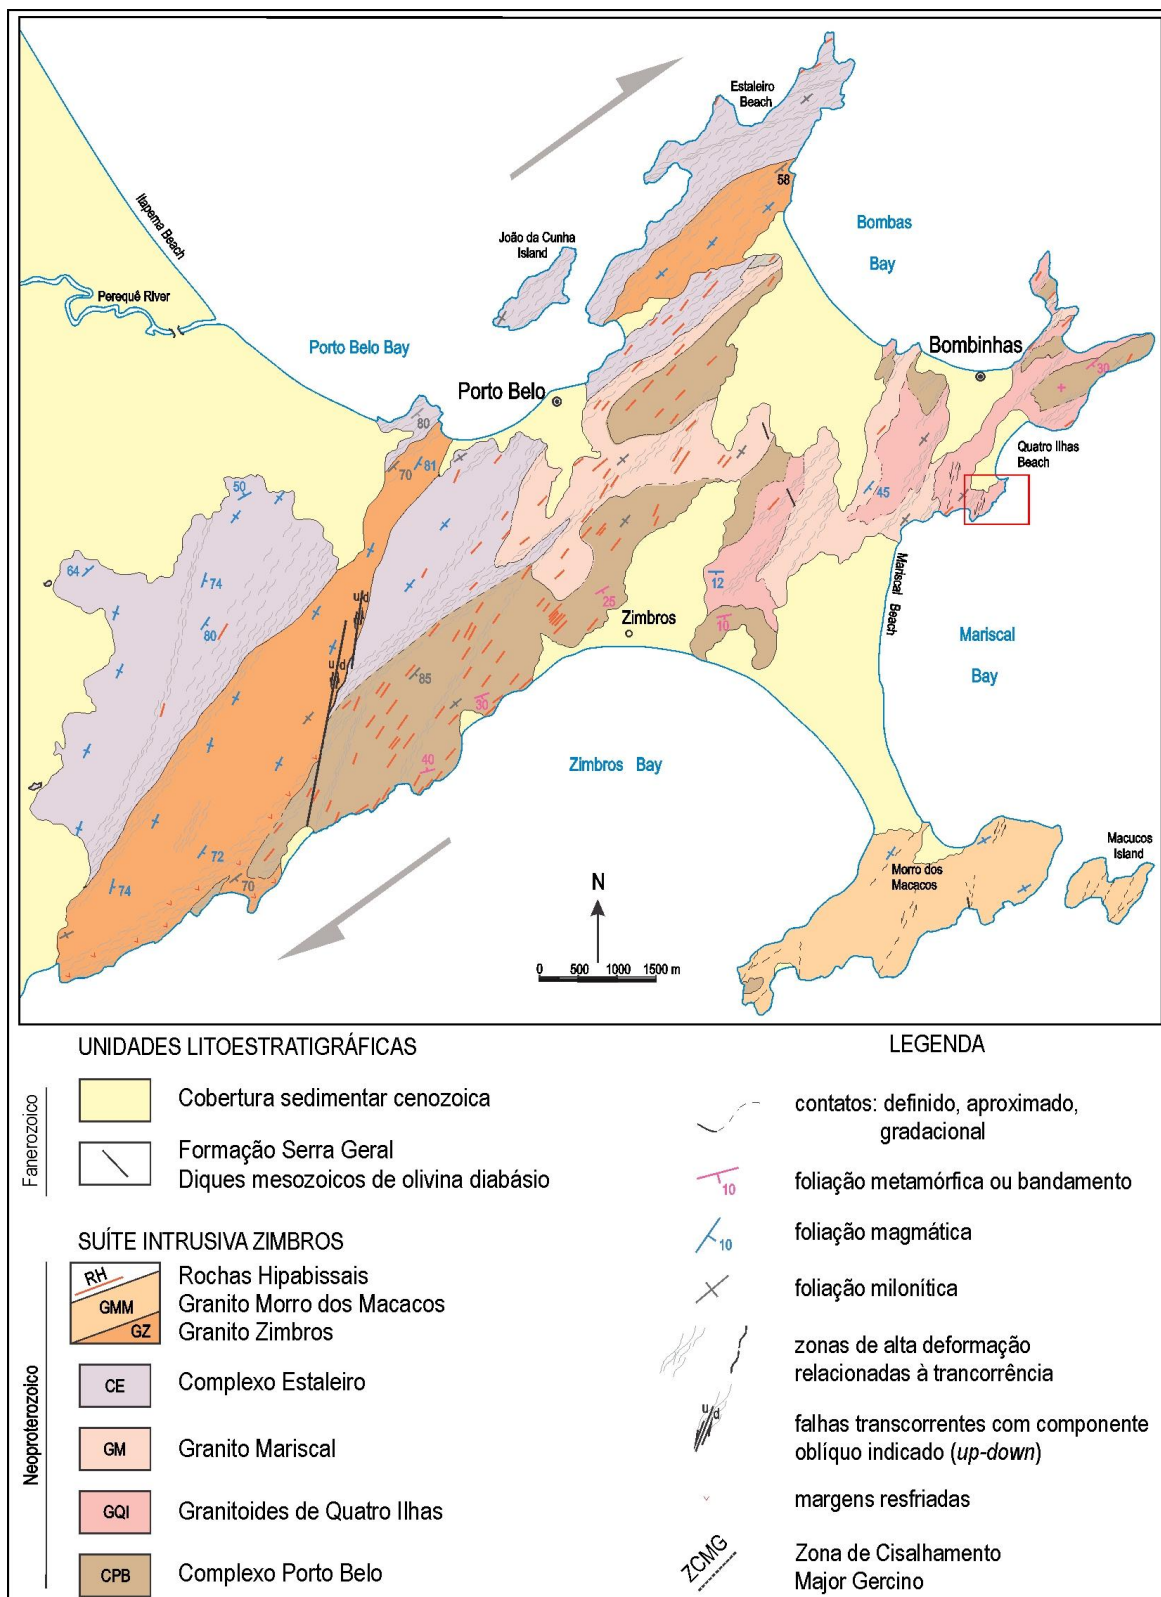 Estaleiro
Beach
58
Itapema Beach
João da Cunha
Island
Bombas
Bay
Perequê River
Porto Belo Bay
Bombinhas
Porto Belo
30
80
81
70
Quatro Ilhas
Beach
50
45
64
74
12
Mariscal Beach
25
u d
80
10
Zimbros
Mariscal
Bay
u d
85
30
Zimbros Bay
40
72
74
70
Morro dos
Macacos
Macucos
Island
N
0 500 1000 1500 m
UNIDADES LITOESTRATIGRÁFICAS
Fanerozoico
Cobertura sedimentar cenozoica
Formação Serra Geral
Diques mesozoicos de olivina diabásio
Neoproterozoico
SUÍTE INTRUSIVA ZIMBROS
RH Rochas Hipabissais
GMM Granito Morro dos Macacos
GZ Granito Zimbros
CE Complexo Estaleiro
GM Granito Mariscal
GQI Granitoides de Quatro Ilhas
CPB Complexo Porto Belo
LEGENDA
contatos: definido, aproximado,
gradacional
10 foliação metamórfica ou bandamento
10 foliação magmática
foliação milonítica
zonas de alta deformação
relacionadas à trancorrência
u d falhas transcorrentes com componente
oblíquo indicado (up-down)
margens resfriadas
ZCMG Zona de Cisalhamento
Major Gercino